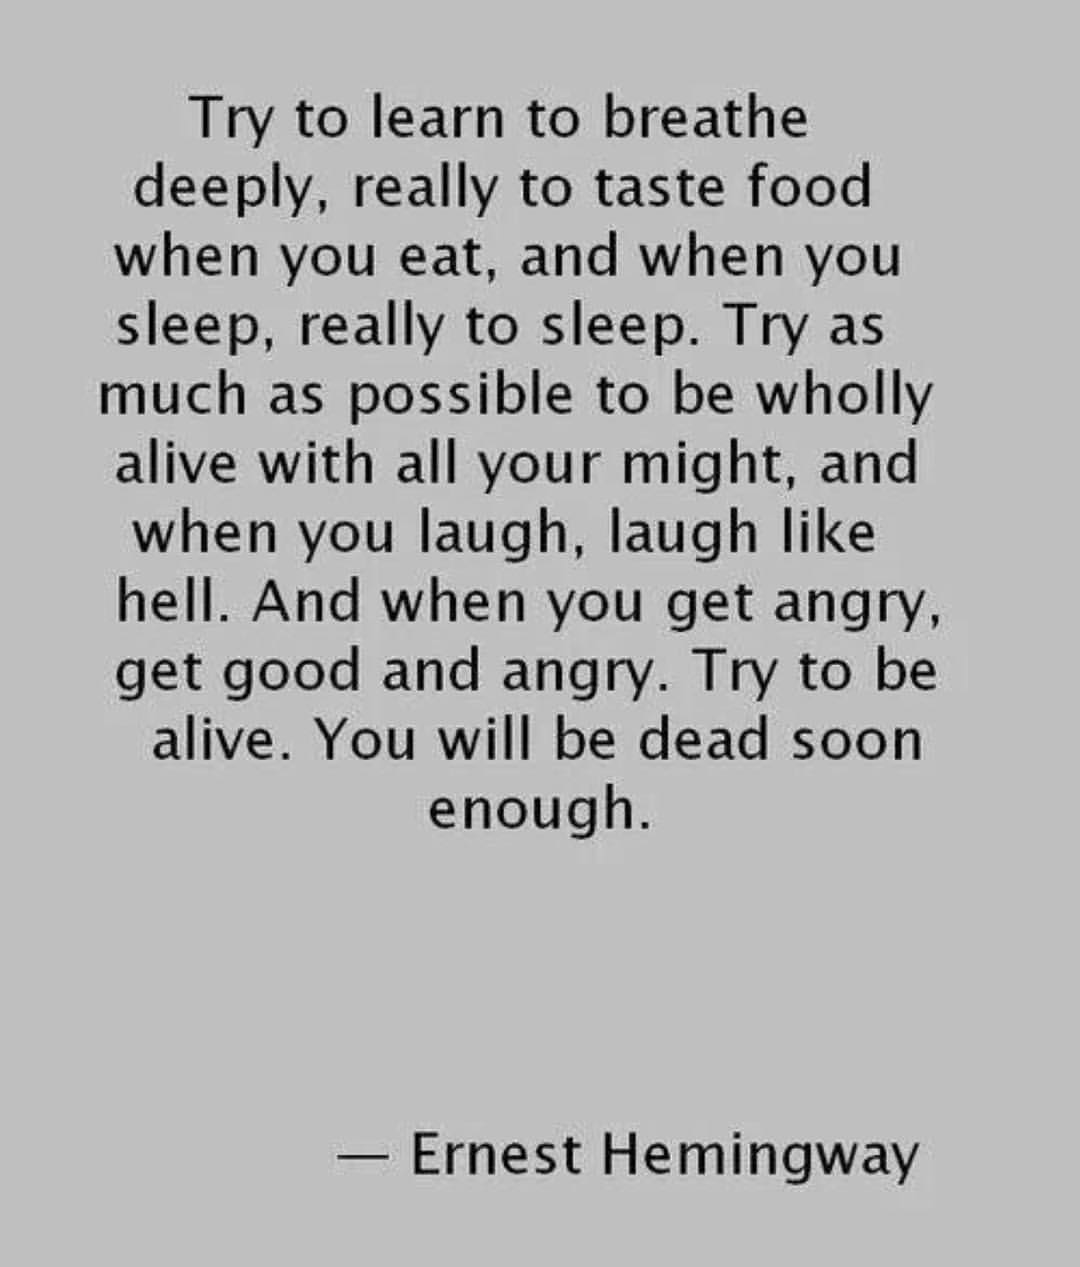 Try to learn to breathe
deeply, really to taste food
when you eat, and when you
sleep, really to sleep. Try as
much as possible to be wholly
alive with all your might, and
when you laugh, laugh like
hell. And when you get angry,
get good and angry. Try to be
alive. You will be dead soon
enough.
— Ernest Hemingway